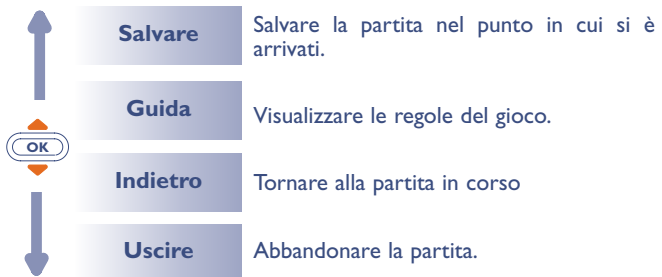 Salvare
Salvare la partita nel punto in cui si è
arrivati.
Guida
Visualizzare le regole del gioco.
OK
Indietro
Tornare alla partita in corso
Uscire
Abbandonare la partita.